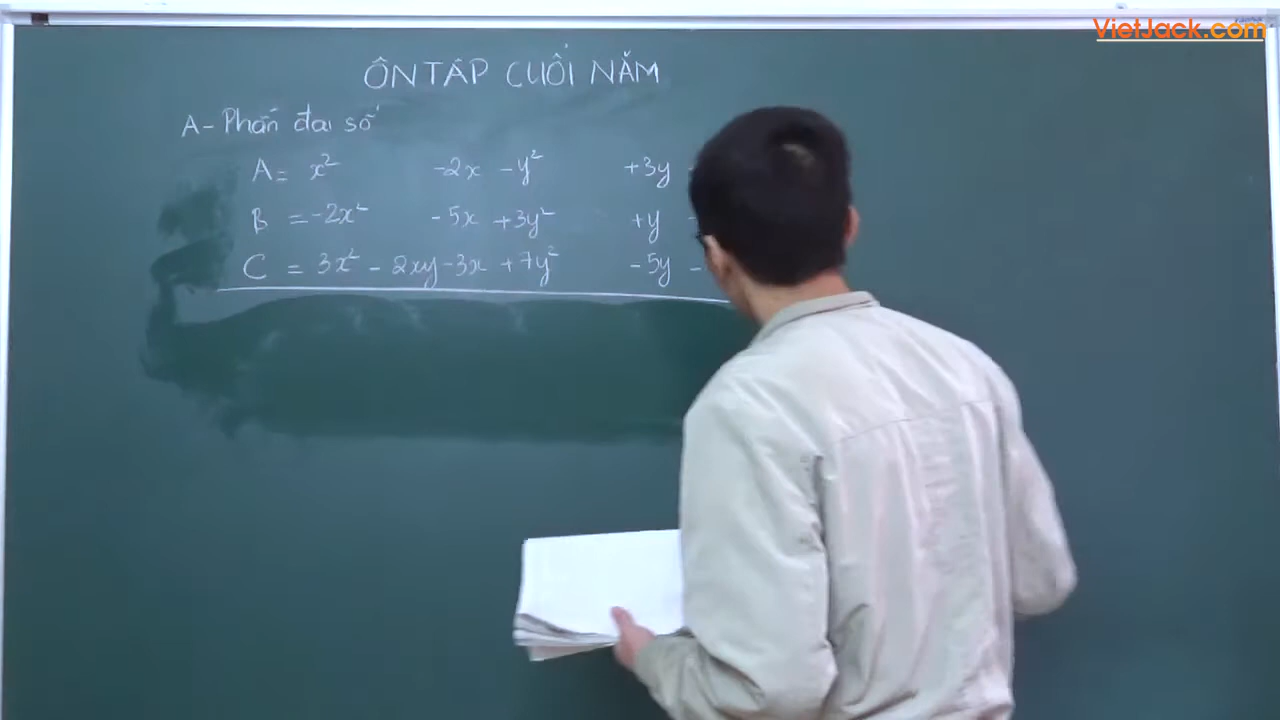 VietJack.com
ÔN TẬP CUỐI NĂM
A - Phần đại số
A = x² -2x - y² +3y -
B = -2x² -5x +3y² +y -
C = 3x² - 2xy -3x +7y² -5y -